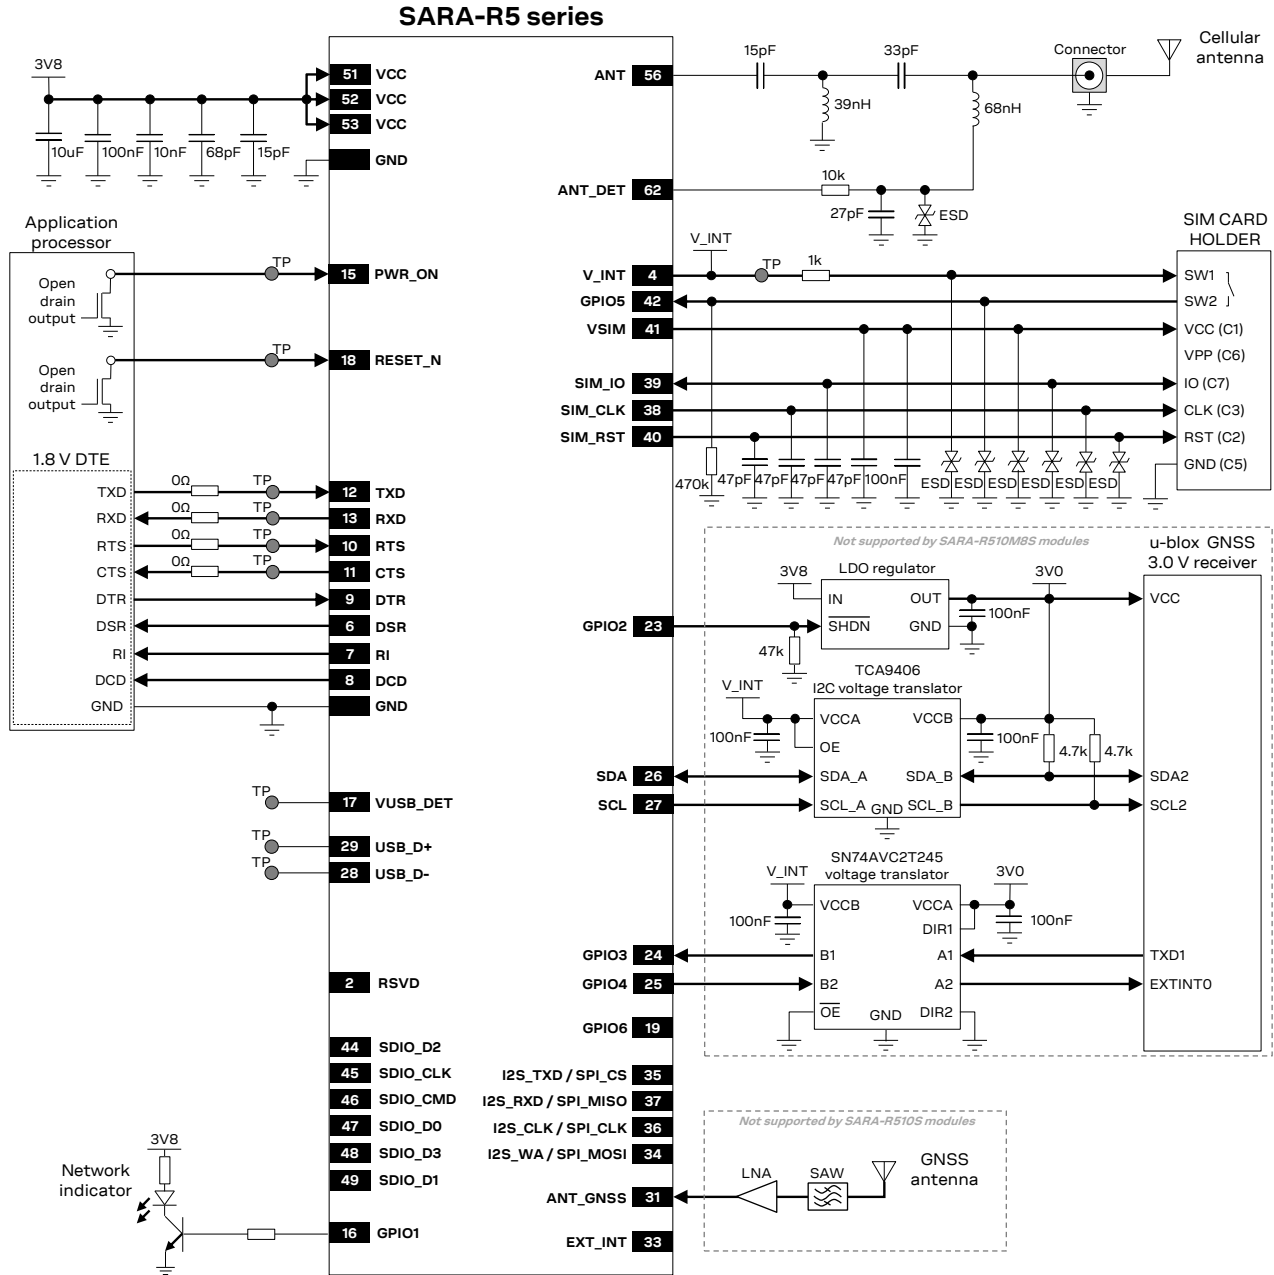 SARA-R5 series
3V8
10uF 100nF 10nF 68pF 15pF
51 VCC
52 VCC
53 VCC
GND
ANT 56
15pF
33pF
39nH
68nH
Connector
Cellular
antenna
ANT_DET 62
10k
27pF
ESD
Application
processor
Open
drain
output
TP
15 PWR_ON
Open
drain
output
TP
18 RESET_N
V_INT
V_INT 4
TP
1k
GPIO5 42
VSIM 41
SIM_IO 39
SIM_CLK 38
SIM_RST 40
470k 47pF 47pF 47pF 47pF 100nF ESD ESD ESD ESD ESD ESD
SIM CARD
HOLDER
SW1
SW2
VCC (C1)
VPP (C6)
IO (C7)
CLK (C3)
RST (C2)
GND (C5)
1.8 V DTE
TXD 0Ω TP 12 TXD
RXD 0Ω TP 13 RXD
RTS 0Ω TP 10 RTS
CTS 0Ω TP 11 CTS
DTR 9 DTR
DSR 6 DSR
RI 7 RI
DCD 8 DCD
GND GND
Not supported by SARA-R510M8S modules
u-blox GNSS
3.0 V receiver
3V8
LDO regulator
3V0
IN OUT
SHDN GND
100nF
VCC
GPIO2 23
47k
TCA9406
I2C voltage translator
V_INT
100nF
VCCA VCCB
OE
100nF
4.7k 4.7k
SDA 26
SDA_A SDA_B
SDA2
SCL 27
SCL_A GND SCL_B
SCL2
TP
17 VUSB_DET
TP
29 USB_D+
TP
28 USB_D-
SN74AVC2T245
voltage translator
V_INT
3V0
100nF
VCCB VCCA
DIR1
100nF
GPIO3 24
B1 A1
TXD1
GPIO4 25
B2 A2
EXTINT0
OE GND DIR2
2 RSVD
GPIO6 19
44 SDIO_D2
45 SDIO_CLK
46 SDIO_CMD
47 SDIO_D0
48 SDIO_D3
49 SDIO_D1
I2S_TXD / SPI_CS 35
I2S_RXD / SPI_MISO 37
I2S_CLK / SPI_CLK 36
I2S_WA / SPI_MOSI 34
Not supported by SARA-R510S modules
LNA
SAW
GNSS
antenna
ANT_GNSS 31
EXT_INT 33
3V8
Network
indicator
16 GPIO1